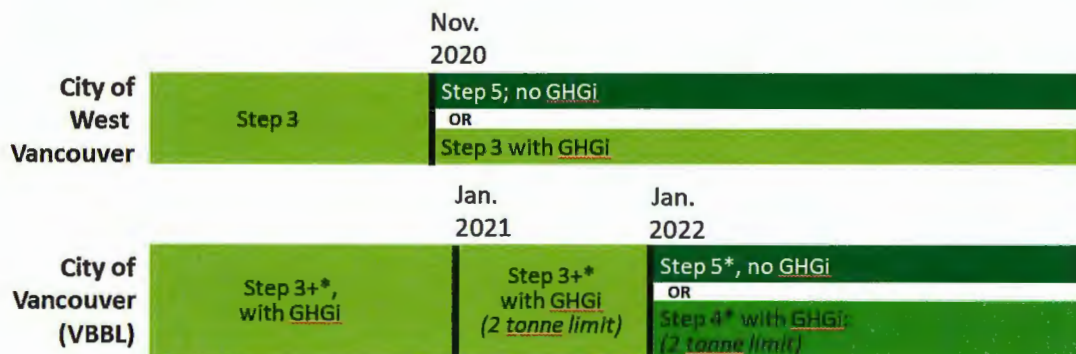 Nov.
2020
City of
West
Vancouver
Step 3
Step 5; no GHGi
OR
Step 3 with GHGi
Jan.
2021
Jan.
2022
City of
Vancouver
(VBBL)
Step 3+*,
with GHGi
Step 3+*
with GHGi
(2 tonne limit)
Step 5*, no GHGi
OR
Step 4* with GHGi;
(2 tonne limit)